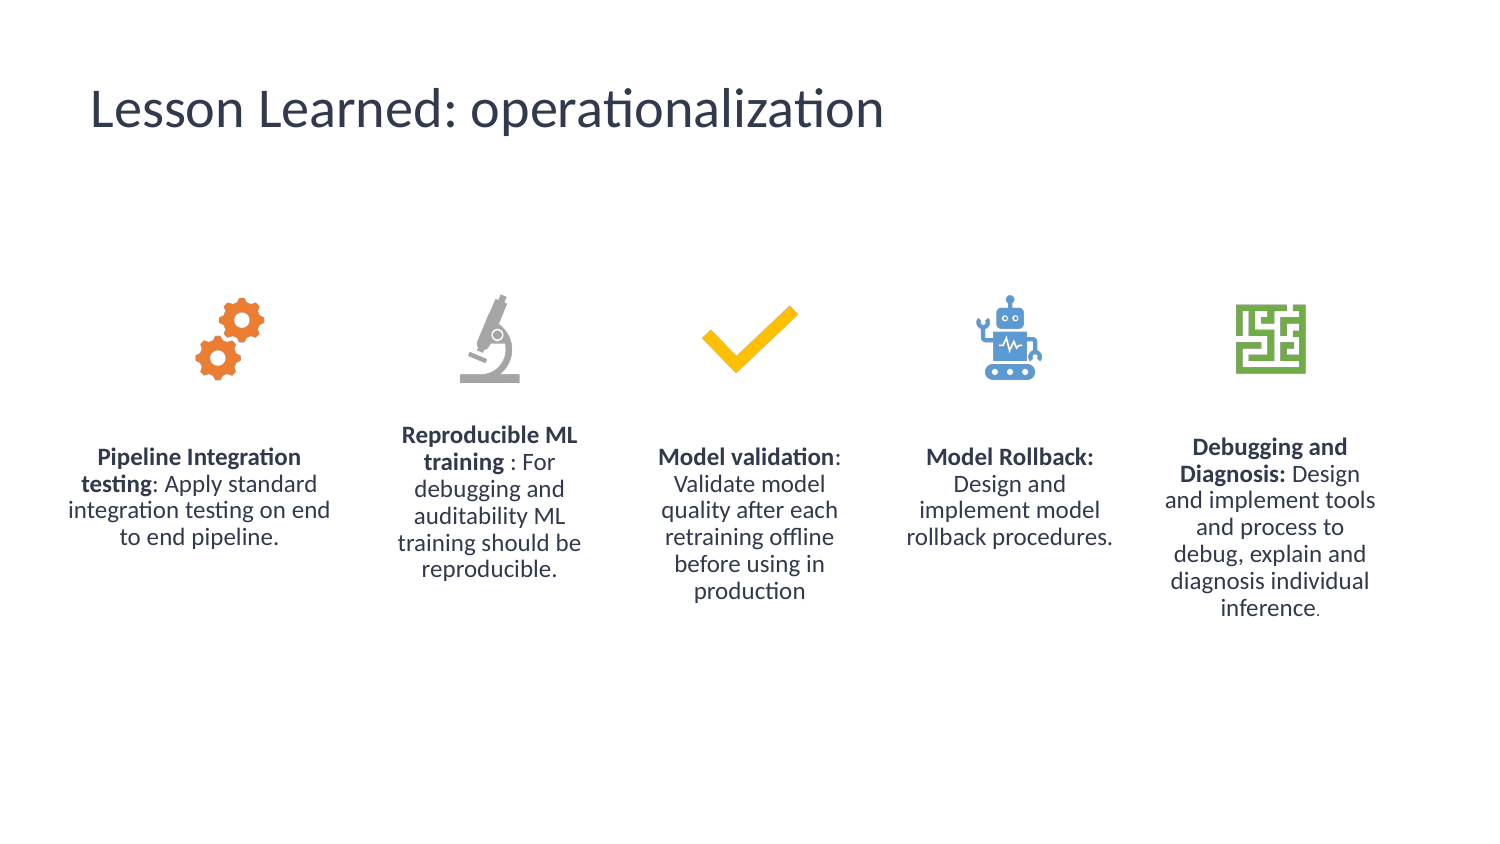 Lesson Learned: operationalization
Pipeline Integration
testing: Apply standard
integration testing on end
to end pipeline.
Reproducible ML
training : For
debugging and
auditability ML
training should be
reproducible.
Model validation:
Validate model
quality after each
retraining offline
before using in
production
Model Rollback:
Design and
implement model
rollback procedures.
Debugging and
Diagnosis: Design
and implement tools
and process to
debug, explain and
diagnosis individual
inference.